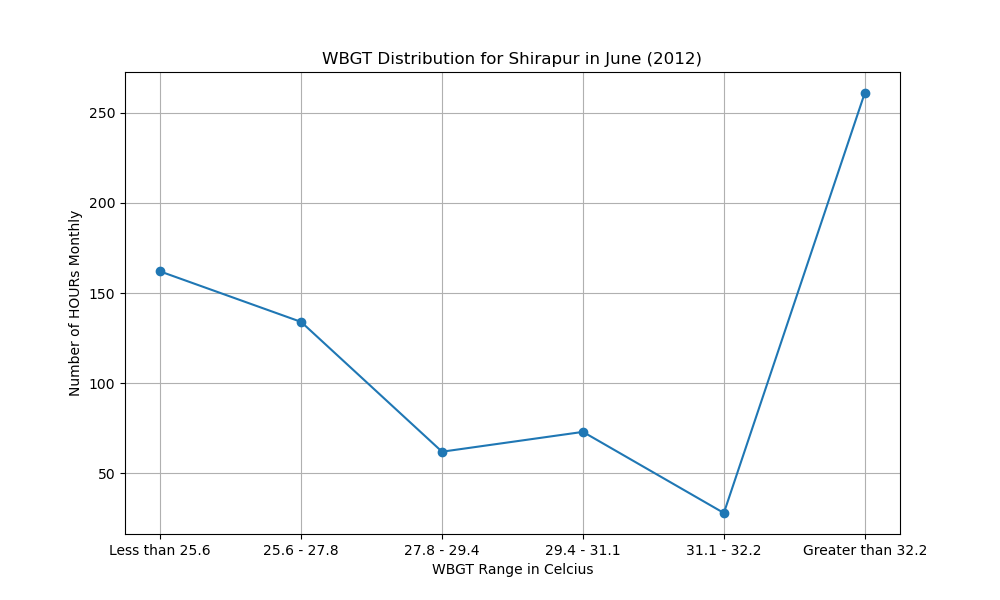 WBGT Distribution for Shirapur in June (2012)
Number of HOURs Monthly
250
200
150
100
50
Less than 25.6
25.6 - 27.8
27.8 - 29.4
29.4 - 31.1
31.1 - 32.2
Greater than 32.2
WBGT Range in Celcius